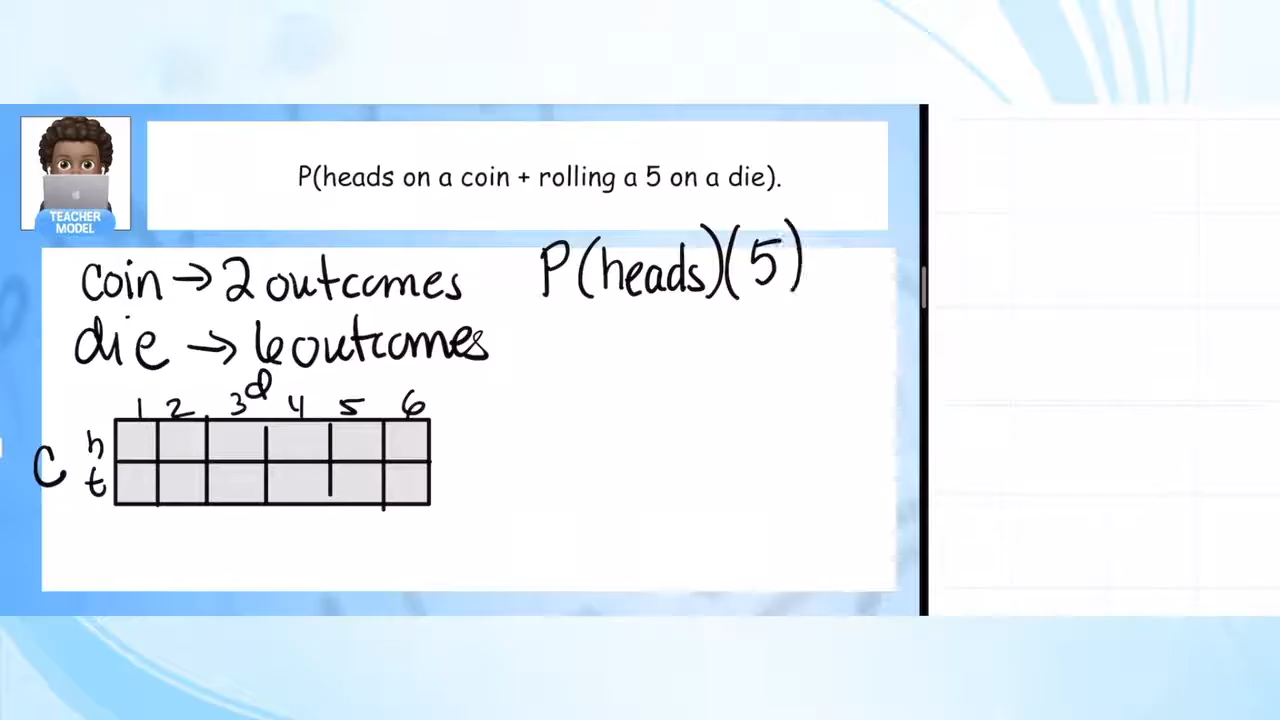 P(heads on a coin + rolling a 5 on a die).
TEACHER
MODEL
coin → 2 outcomes
P(heads)(5)
die → 6 outcomes
d
1 2 3 4 5 6
h
C
t